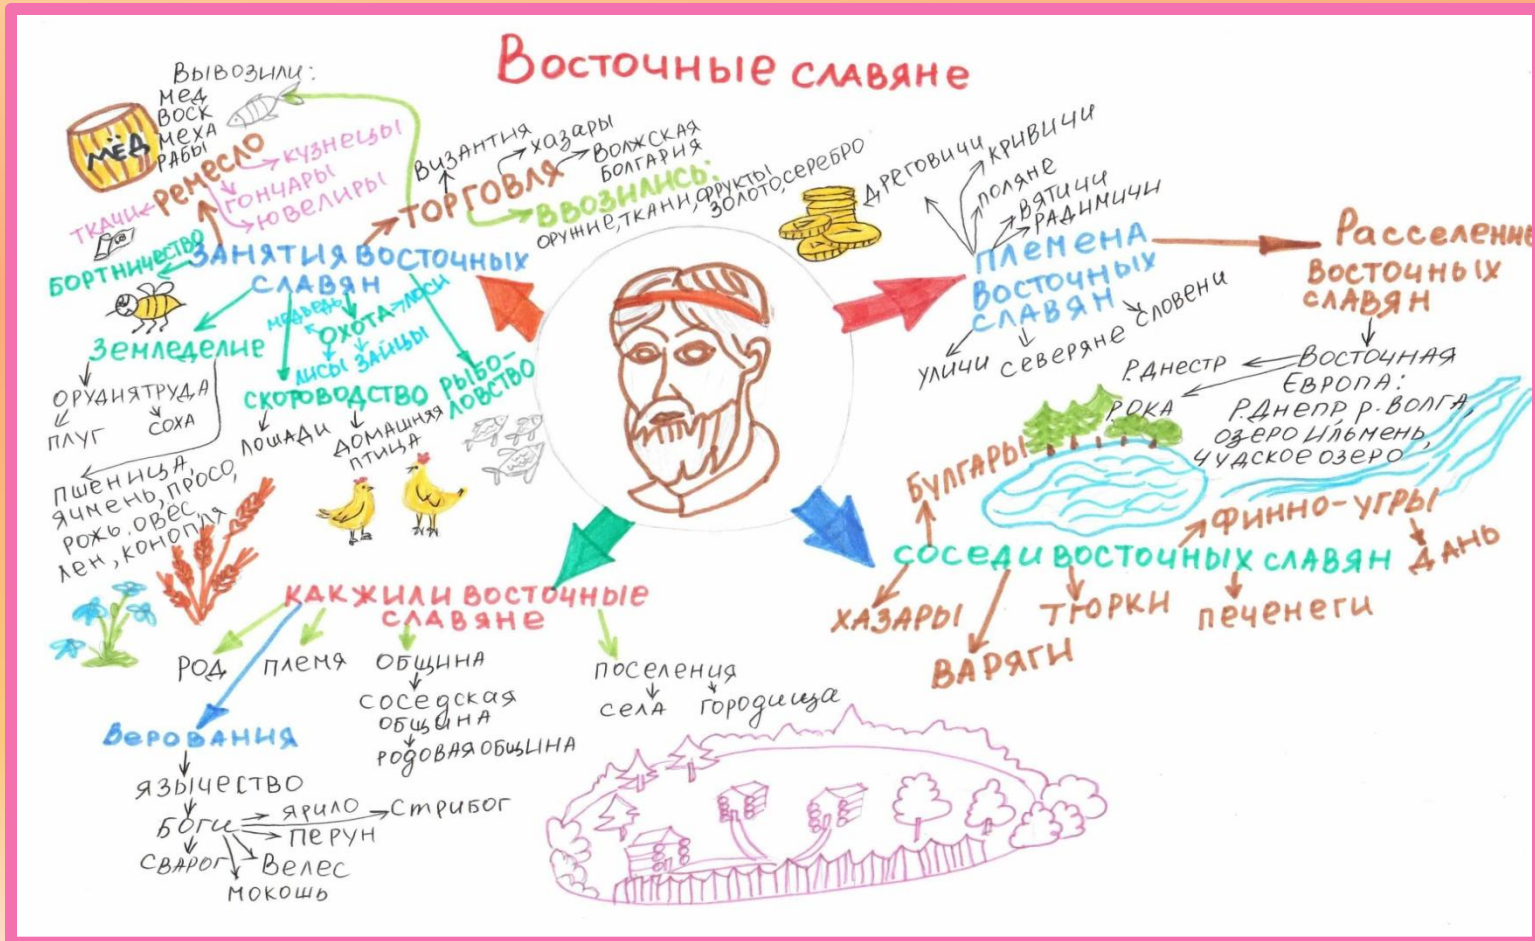 Восточные славяне
Вывозили:
мед
воск
меха
рабы
МЁД
Ремесло
кузнецы
гончары
ювелиры
ткачи
Торговля
Византия
хазары
Волжская
Болгария
Ввозились:
оружие, ткани, фрукты
золото, серебро
Занятия восточных
славян
Бортничество
Земледелие
орудия труда
плуг
соха
пшеница,
ячмень, просо,
рожь, овёс,
лен, конопля
Охота
медведь
лоси
лисы
зайцы
Скороводство
лошади
домашняя
птица
Рыбо-
ловство
Племена
восточных
славян
дреговичи
кривичи
поляне
вятичи
радимичи
уличи
северяне
словени
Расселение
восточных
славян
Восточная
Европа:
р.Днепр, р. Волга,
озеро Ильмень,
Чудское озеро
р.Днестр
р.Ока
Соседи восточных славян
булгары
финно-угры
дань
хазары
варяги
тюрки
печенеги
Как жили восточные
славяне
род
племя
община
соседская
община
родовая община
поселения
села
городища
Верования
язычество
боги
Ярило
Стрибог
Перун
Сварог
Велес
Мокошь